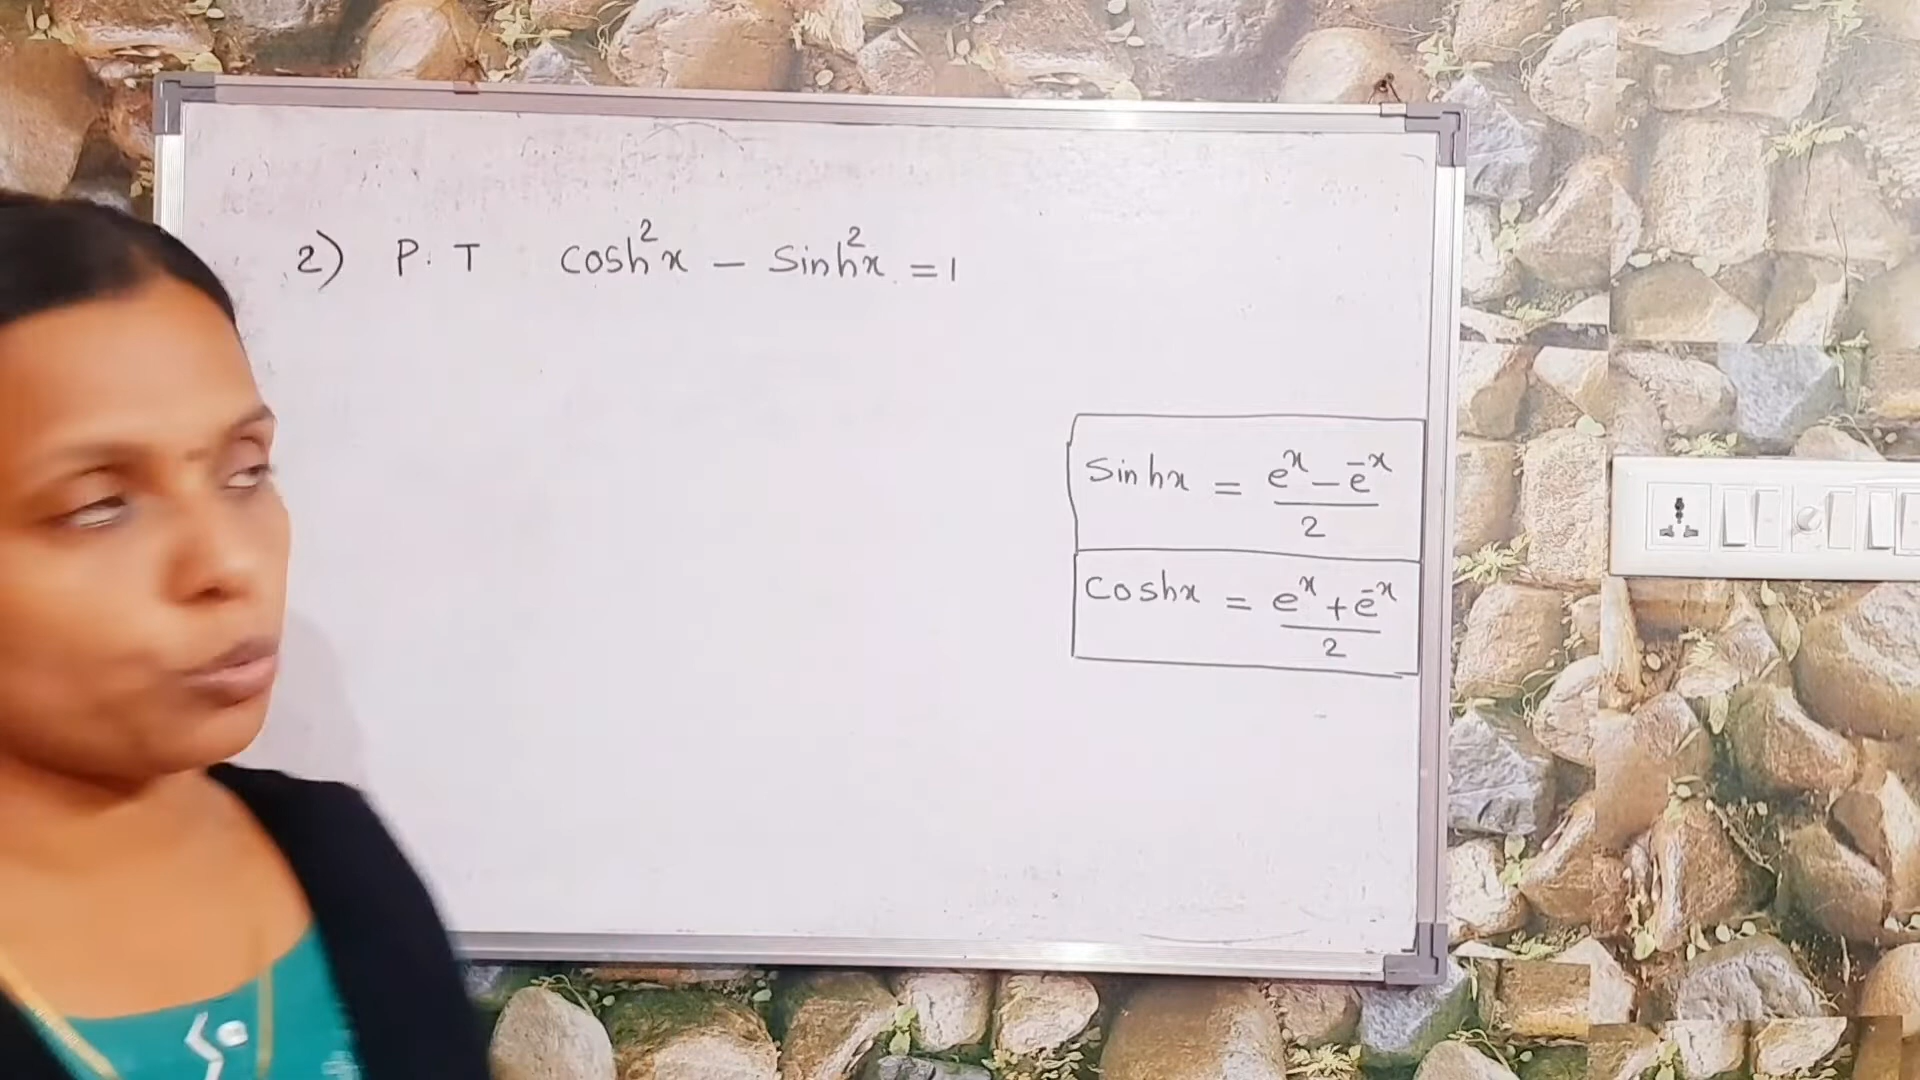 2) P. T cosh²x - Sinh²x = 1
Sinhx = (eˣ - e⁻ˣ)/2
Coshx = (eˣ + e⁻ˣ)/2